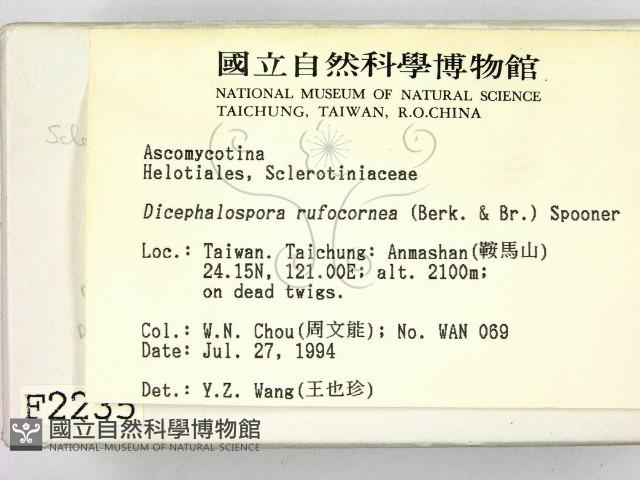 國立自然科學博物館
NATIONAL MUSEUM OF NATURAL SCIENCE
TAICHUNG, TAIWAN, R.O.CHINA
Ascomycotina
Helotiales, Sclerotiniaceae
Dicephalospora rufocornea (Berk. & Br.) Spooner
Loc.: Taiwan. Taichung: Anmashan(鞍馬山)
24.15N, 121.00E; alt. 2100m;
on dead twigs.
Col.: W.N. Chou(周文能); No. WAN 069
Date: Jul. 27, 1994
Det.: Y.Z. Wang(王也珍)
F2235
國立自然科學博物館
NATIONAL MUSEUM OF NATURAL SCIENCE